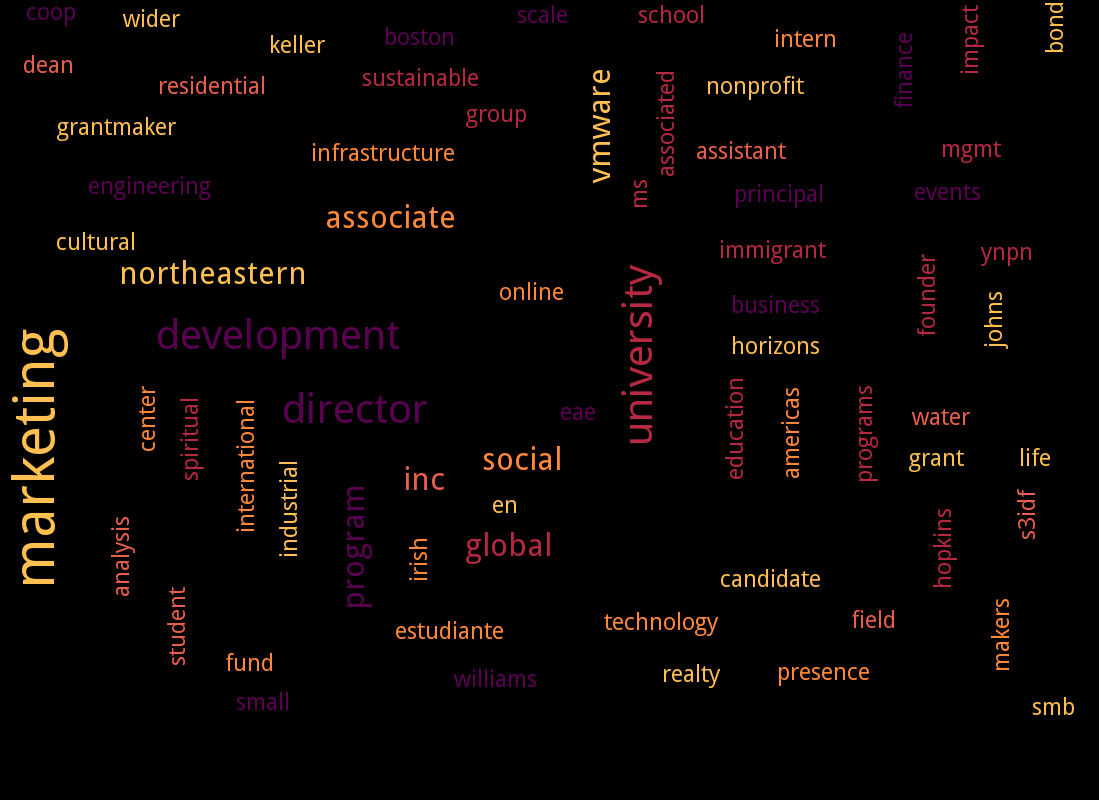 coop
wider
scale
school
bond
keller
boston
intern
impact
dean
finance
residential
sustainable
vmware
associated
nonprofit
group
grantmaker
infrastructure
assistant
mgmt
engineering
ms
principal
events
associate
cultural
immigrant
ynpn
northeastern
founder
online
university
business
johns
development
horizons
marketing
center
spiritual
international
director
eae
education
americas
programs
water
social
grant
life
industrial
inc
program
en
s3idf
analysis
irish
global
hopkins
candidate
student
estudiante
technology
field
makers
fund
williams
realty
presence
small
smb